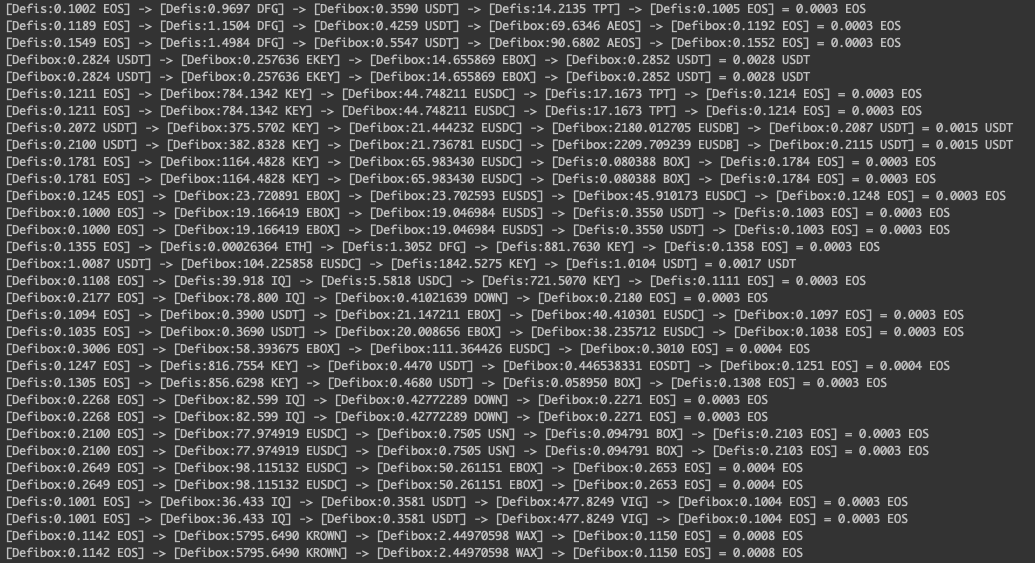 [Defis:0.1002 EOS] -> [Defis:0.9697 DFG] -> [Defibox:0.3590 USDT] -> [Defis:14.2135 TPT] -> [Defis:0.1005 EOS] = 0.0003 EOS
[Defis:0.1189 EOS] -> [Defis:1.1504 DFG] -> [Defibox:0.4259 USDT] -> [Defibox:69.6346 AEOS] -> [Defibox:0.1192 EOS] = 0.0003 EOS
[Defis:0.1549 EOS] -> [Defis:1.4984 DFG] -> [Defibox:0.5547 USDT] -> [Defibox:90.6802 AEOS] -> [Defibox:0.1552 EOS] = 0.0003 EOS
[Defibox:0.2824 USDT] -> [Defibox:0.257636 EKEY] -> [Defibox:14.655869 EBOX] -> [Defibox:0.2852 USDT] = 0.0028 USDT
[Defibox:0.2824 USDT] -> [Defibox:0.257636 EKEY] -> [Defibox:14.655869 EBOX] -> [Defibox:0.2852 USDT] = 0.0028 USDT
[Defis:0.1211 EOS] -> [Defibox:784.1342 KEY] -> [Defibox:44.748211 EUSDC] -> [Defis:17.1673 TPT] -> [Defis:0.1214 EOS] = 0.0003 EOS
[Defis:0.1211 EOS] -> [Defibox:784.1342 KEY] -> [Defibox:44.748211 EUSDC] -> [Defis:17.1673 TPT] -> [Defis:0.1214 EOS] = 0.0003 EOS
[Defis:0.2072 USDT] -> [Defibox:375.5702 KEY] -> [Defibox:21.444232 EUSDC] -> [Defibox:2180.012705 EUSDB] -> [Defibox:0.2087 USDT] = 0.0015 USDT
[Defis:0.2100 USDT] -> [Defibox:382.8328 KEY] -> [Defibox:21.736781 EUSDC] -> [Defibox:2209.709239 EUSDB] -> [Defibox:0.2115 USDT] = 0.0015 USDT
[Defis:0.1781 EOS] -> [Defibox:1164.4828 KEY] -> [Defibox:65.983430 EUSDC] -> [Defis:0.080388 BOX] -> [Defis:0.1784 EOS] = 0.0003 EOS
[Defis:0.1781 EOS] -> [Defibox:1164.4828 KEY] -> [Defibox:65.983430 EUSDC] -> [Defis:0.080388 BOX] -> [Defis:0.1784 EOS] = 0.0003 EOS
[Defibox:0.1245 EOS] -> [Defibox:23.720891 EBOX] -> [Defibox:23.702593 EUSDS] -> [Defibox:45.910173 EUSDC] -> [Defibox:0.1248 EOS] = 0.0003 EOS
[Defibox:0.1000 EOS] -> [Defibox:19.166419 EBOX] -> [Defibox:19.046984 EUSDS] -> [Defis:0.3550 USDT] -> [Defibox:0.1003 EOS] = 0.0003 EOS
[Defibox:0.1000 EOS] -> [Defibox:19.166419 EBOX] -> [Defibox:19.046984 EUSDS] -> [Defis:0.3550 USDT] -> [Defibox:0.1003 EOS] = 0.0003 EOS
[Defis:0.1355 EOS] -> [Defis:0.00026364 ETH] -> [Defis:1.3052 DFG] -> [Defis:881.7630 KEY] -> [Defis:0.1358 EOS] = 0.0003 EOS
[Defibox:1.0087 USDT] -> [Defibox:104.225858 EUSDC] -> [Defis:1842.5275 KEY] -> [Defis:1.0104 USDT] = 0.0017 USDT
[Defibox:0.1108 EOS] -> [Defis:39.918 IQ] -> [Defis:5.5818 USDC] -> [Defis:721.5070 KEY] -> [Defis:0.1111 EOS] = 0.0003 EOS
[Defibox:0.2177 EOS] -> [Defibox:78.800 IQ] -> [Defibox:0.41021639 DOWN] -> [Defibox:0.2180 EOS] = 0.0003 EOS
[Defibox:0.1094 EOS] -> [Defibox:0.3900 USDT] -> [Defibox:21.147211 EBOX] -> [Defibox:40.410301 EUSDC] -> [Defibox:0.1097 EOS] = 0.0003 EOS
[Defibox:0.1035 EOS] -> [Defibox:0.3690 USDT] -> [Defibox:20.008656 EBOX] -> [Defibox:38.235712 EUSDC] -> [Defibox:0.1038 EOS] = 0.0003 EOS
[Defibox:0.3006 EOS] -> [Defibox:58.393675 EBOX] -> [Defibox:111.364426 EUSDC] -> [Defibox:0.3010 EOS] = 0.0004 EOS
[Defibox:0.1247 EOS] -> [Defis:816.7554 KEY] -> [Defibox:0.4470 USDT] -> [Defibox:0.446538331 EOSDT] -> [Defibox:0.1251 EOS] = 0.0004 EOS
[Defibox:0.1305 EOS] -> [Defis:856.6298 KEY] -> [Defibox:0.4680 USDT] -> [Defibox:0.058950 BOX] -> [Defis:0.1308 EOS] = 0.0003 EOS
[Defibox:0.2268 EOS] -> [Defibox:82.599 IQ] -> [Defibox:0.42772289 DOWN] -> [Defibox:0.2271 EOS] = 0.0003 EOS
[Defibox:0.2268 EOS] -> [Defibox:82.599 IQ] -> [Defibox:0.42772289 DOWN] -> [Defibox:0.2271 EOS] = 0.0003 EOS
[Defibox:0.2100 EOS] -> [Defibox:77.974919 EUSDC] -> [Defibox:0.7505 USN] -> [Defis:0.094791 BOX] -> [Defis:0.2103 EOS] = 0.0003 EOS
[Defibox:0.2100 EOS] -> [Defibox:77.974919 EUSDC] -> [Defibox:0.7505 USN] -> [Defis:0.094791 BOX] -> [Defis:0.2103 EOS] = 0.0003 EOS
[Defibox:0.2649 EOS] -> [Defibox:98.115132 EUSDC] -> [Defibox:50.261151 EBOX] -> [Defibox:0.2653 EOS] = 0.0004 EOS
[Defibox:0.2649 EOS] -> [Defibox:98.115132 EUSDC] -> [Defibox:50.261151 EBOX] -> [Defibox:0.2653 EOS] = 0.0004 EOS
[Defis:0.1001 EOS] -> [Defibox:36.433 IQ] -> [Defibox:0.3581 USDT] -> [Defibox:477.8249 VIG] -> [Defibox:0.1004 EOS] = 0.0003 EOS
[Defis:0.1001 EOS] -> [Defibox:36.433 IQ] -> [Defibox:0.3581 USDT] -> [Defibox:477.8249 VIG] -> [Defibox:0.1004 EOS] = 0.0003 EOS
[Defibox:0.1142 EOS] -> [Defibox:5795.6490 KROWN] -> [Defibox:2.44970598 WAX] -> [Defibox:0.1150 EOS] = 0.0008 EOS
[Defibox:0.1142 EOS] -> [Defibox:5795.6490 KROWN] -> [Defibox:2.44970598 WAX] -> [Defibox:0.1150 EOS] = 0.0008 EOS